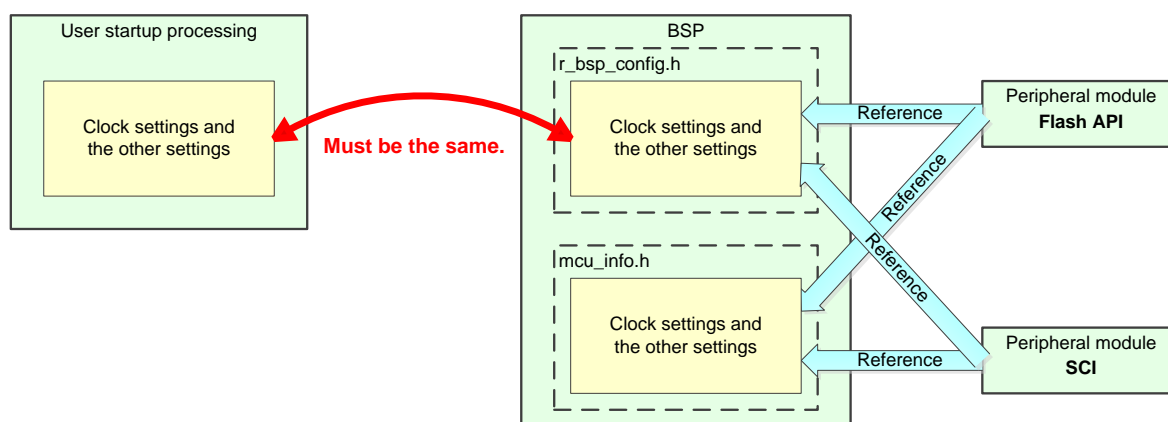 User startup processing
Clock settings and
the other settings
Must be the same.
BSP
r_bsp_config.h
Clock settings and
the other settings
mcu_info.h
Clock settings and
the other settings
Reference
Reference
Reference
Reference
Peripheral module
Flash API
Peripheral module
SCI